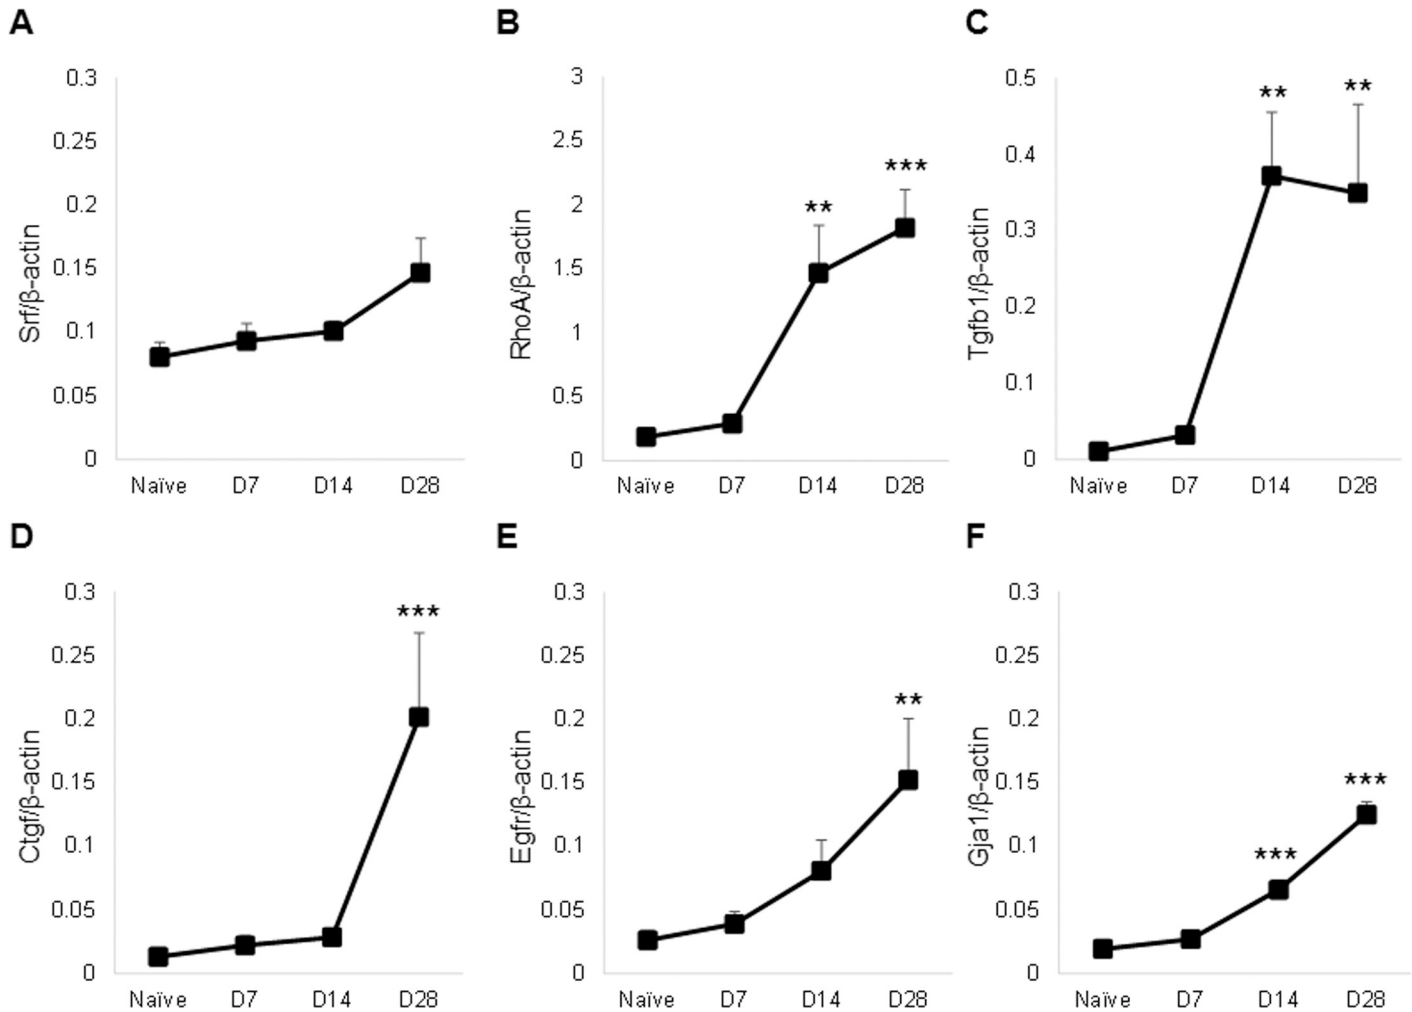 A
Srf/β-actin
0.3
0.25
0.2
0.15
0.1
0.05
0
Naïve D7 D14 D28
B
RhoA/β-actin
3
2.5
2
1.5
1
0.5
0
**
***
Naïve D7 D14 D28
C
Tgfb1/β-actin
0.5
0.4
0.3
0.2
0.1
0
**
**
Naïve D7 D14 D28
D
Ctgf/β-actin
0.3
0.25
0.2
0.15
0.1
0.05
0
***
Naïve D7 D14 D28
E
Egfr/β-actin
0.3
0.25
0.2
0.15
0.1
0.05
0
**
Naïve D7 D14 D28
F
Gja1/β-actin
0.3
0.25
0.2
0.15
0.1
0.05
0
***
***
Naïve D7 D14 D28